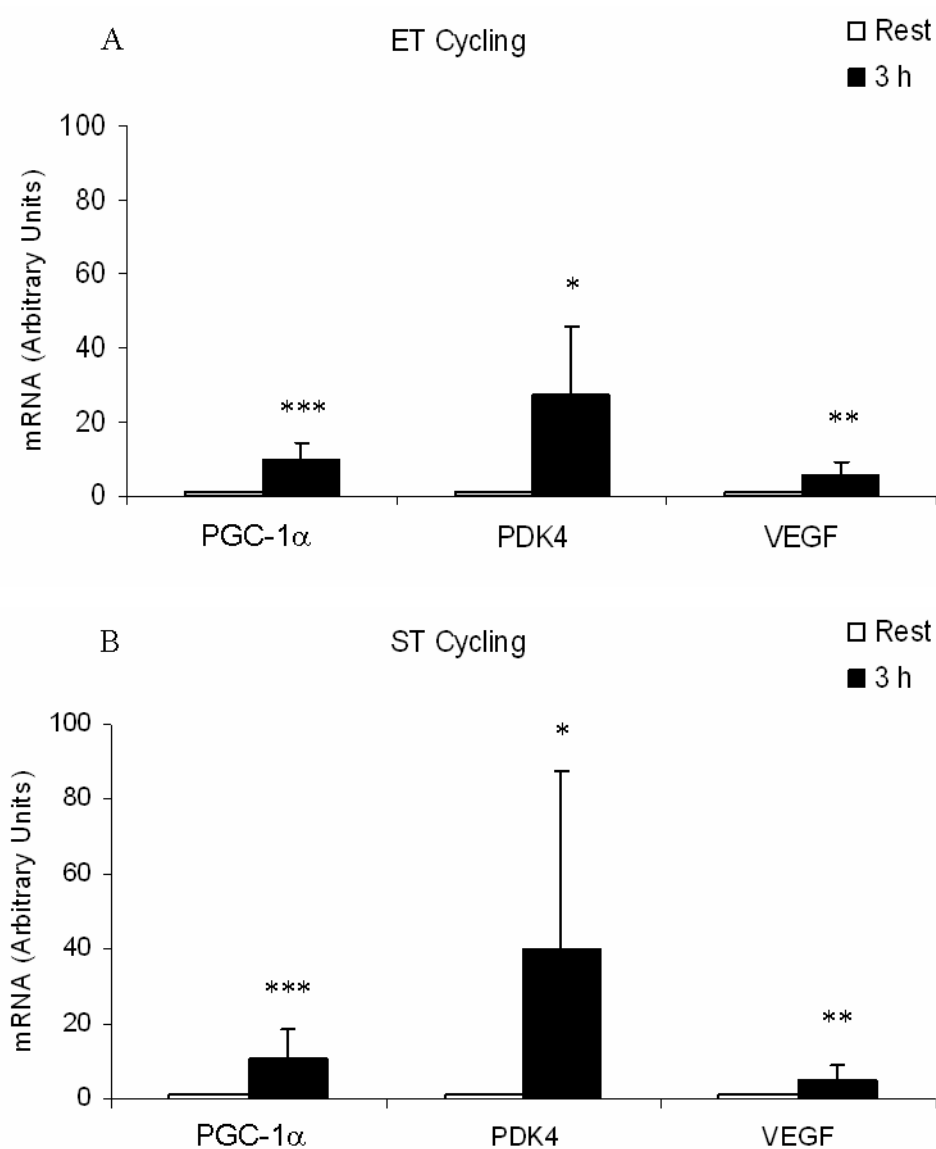 A
ET Cycling
Rest
3 h
mRNA (Arbitrary Units)
100
80
60
40
20
0
***
*
**
PGC-1α
PDK4
VEGF
B
ST Cycling
Rest
3 h
mRNA (Arbitrary Units)
100
80
60
40
20
0
***
*
**
PGC-1α
PDK4
VEGF